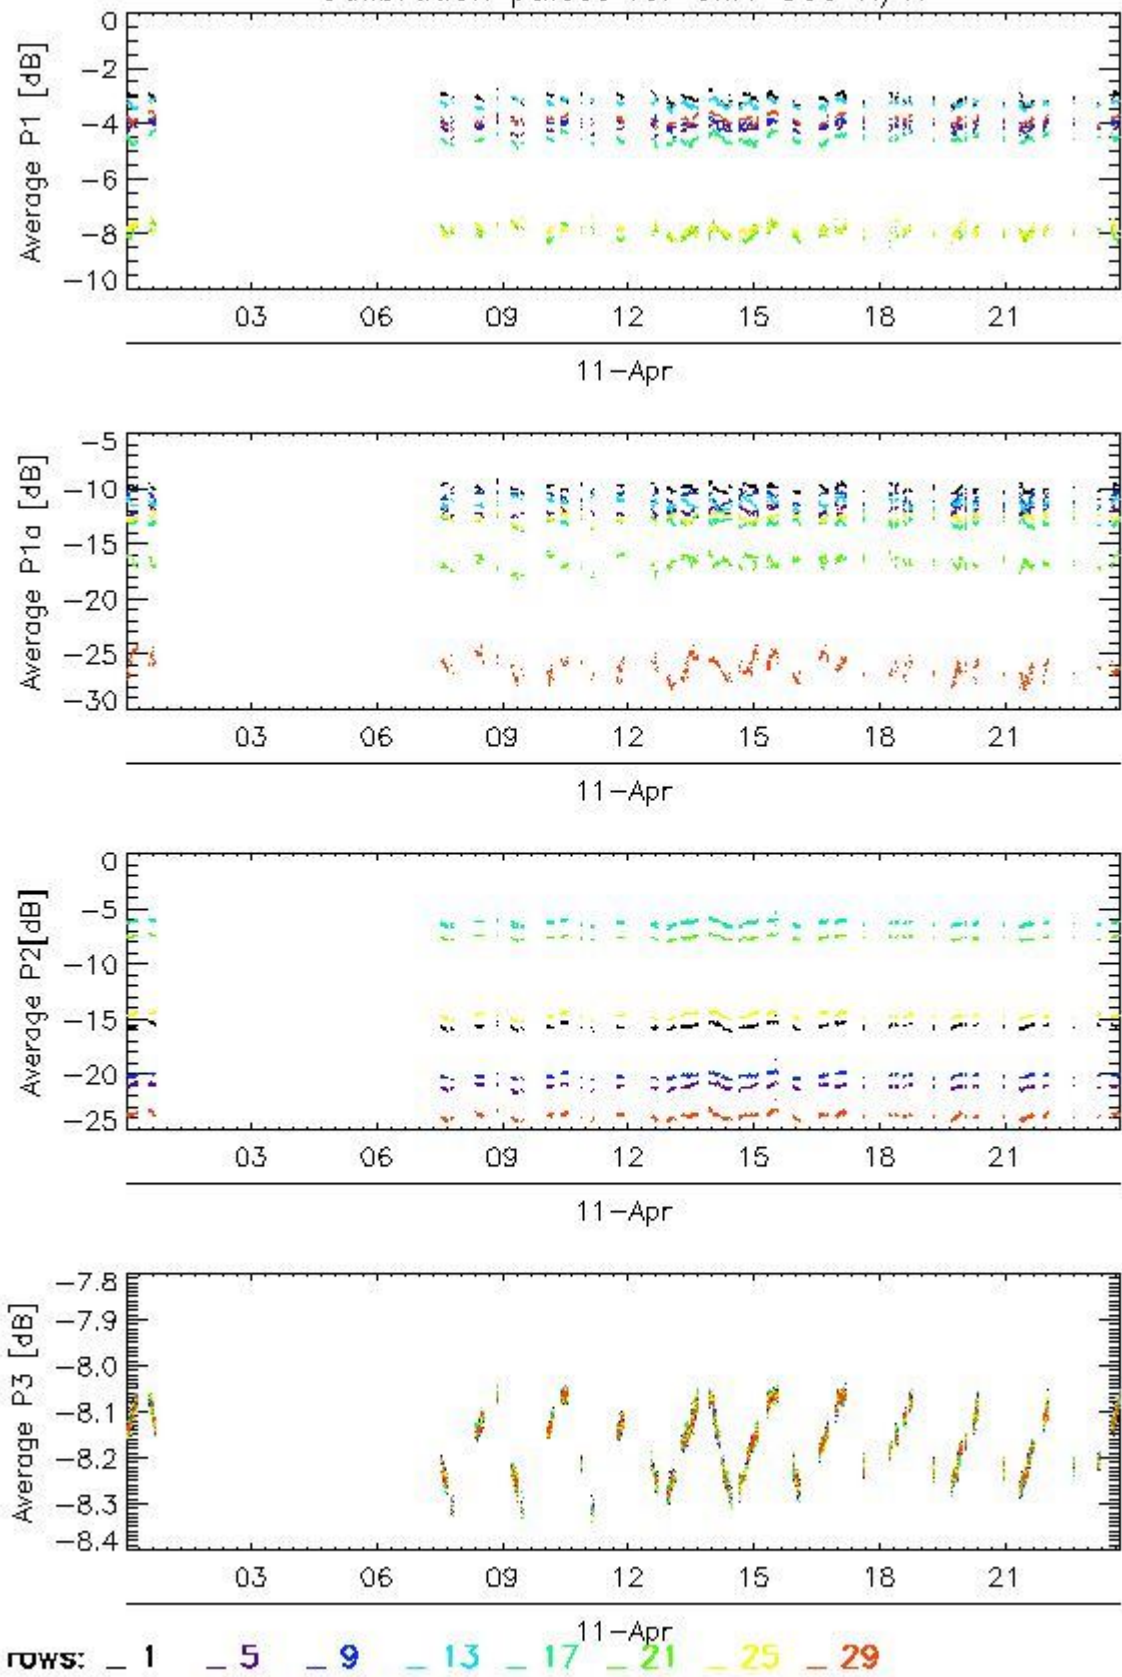 0
-2
-4
-6
-8
-10
Average P1 [dB]
03 06 09 12 15 18 21
11-Apr
-5
-10
-15
-20
-25
-30
Average P1a [dB]
03 06 09 12 15 18 21
11-Apr
0
-5
-10
-15
-20
-25
Average P2[dB]
03 06 09 12 15 18 21
11-Apr
-7.8
-7.9
-8.0
-8.1
-8.2
-8.3
-8.4
Average P3 [dB]
03 06 09 12 15 18 21
11-Apr
rows: _ 1 _ 5 _ 9 _ 13 _ 17 _ 21 _ 25 _ 29